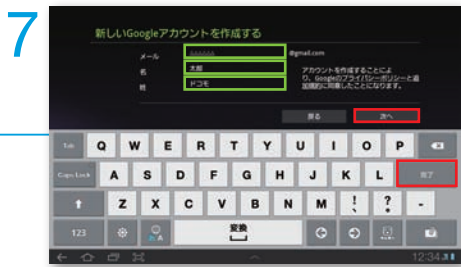 7
新しいGoogleアカウントを作成する
メール
△△△△△△
@gmail.com
名
太郎
姓
ドコモ
アカウントを作成することによ
り、Googleのプライバシーポリシーと追
加規約に同意したことになります。
戻る
次へ
Tab Q W E R T Y U I O P
Caps Lock A S D F G H J K L 完了
Z X C V B N M ! 、 ? 。 -
123 あA 変換
12:34